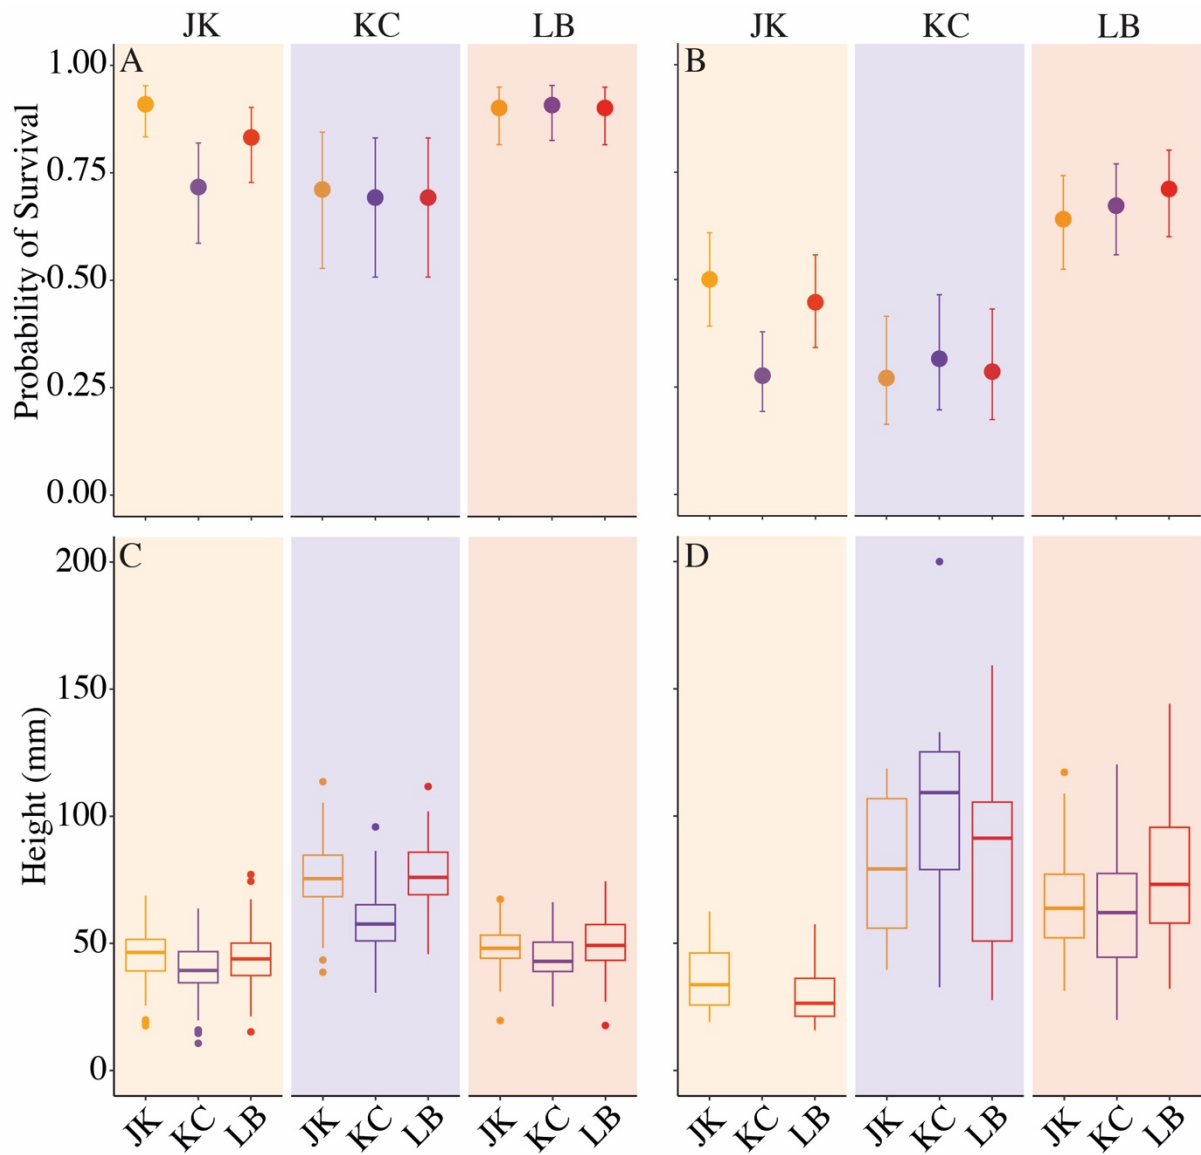 JK KC LB JK KC LB
A B
1.00
0.75
0.50
0.25
0.00
Probability of Survival
C D
200
150
100
50
0
Height (mm)
JK KC LB JK KC LB JK KC LB JK KC LB JK KC LB JK KC LB